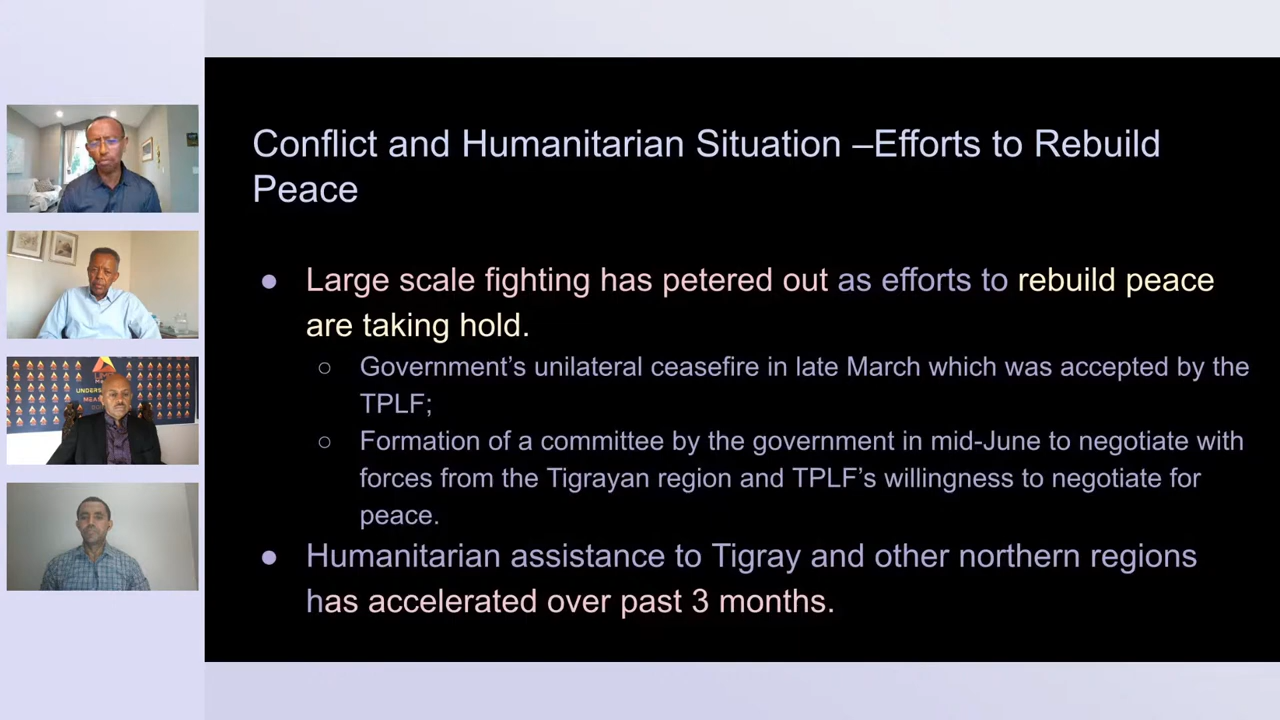 Conflict and Humanitarian Situation –Efforts to Rebuild
Peace
● Large scale fighting has petered out as efforts to rebuild peace
are taking hold.
○ Government’s unilateral ceasefire in late March which was accepted by the
TPLF;
○ Formation of a committee by the government in mid-June to negotiate with
forces from the Tigrayan region and TPLF’s willingness to negotiate for
peace.
● Humanitarian assistance to Tigray and other northern regions
has accelerated over past 3 months.